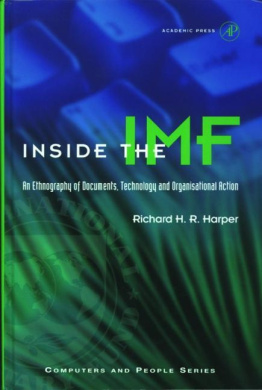 ACADEMIC PRESS AP
INSIDE THE IMF
An Ethnography of Documents, Technology and Organisational Action
Richard H. R. Harper
COMPUTERS AND PEOPLE SERIES